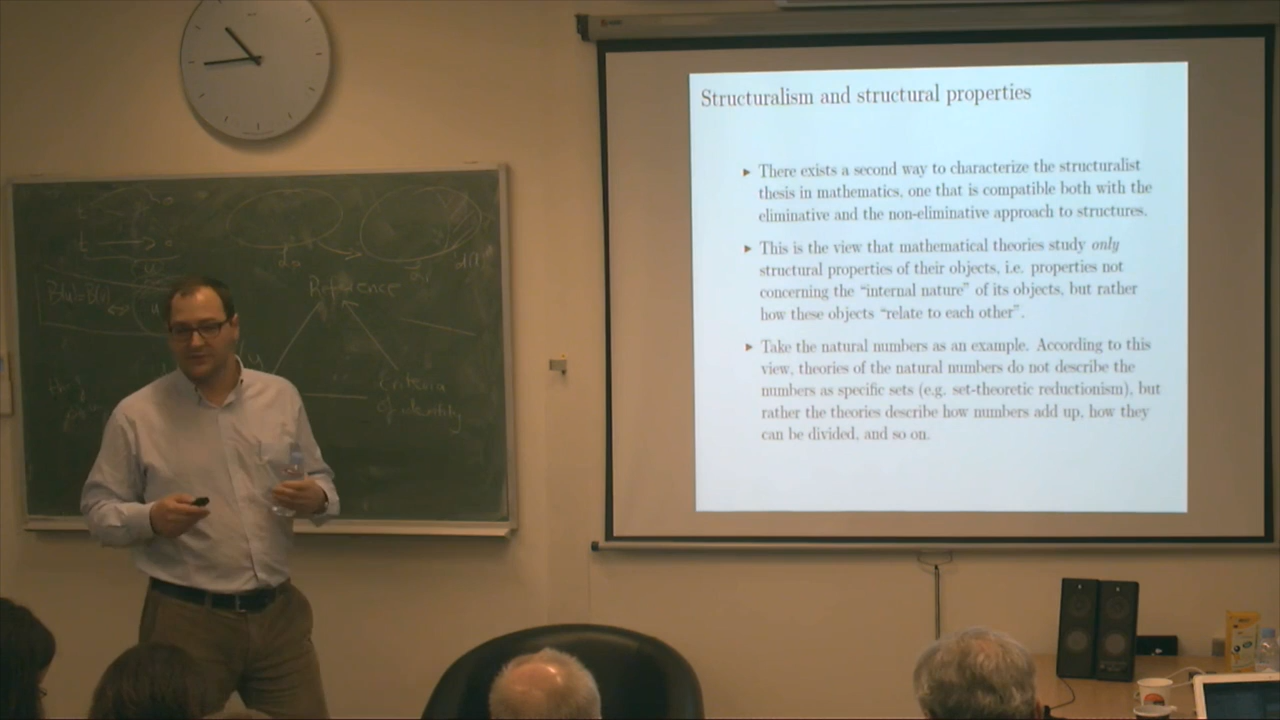 Structuralism and structural properties
▸ There exists a second way to characterize the structuralist
thesis in mathematics, one that is compatible both with the
eliminative and the non-eliminative approach to structures.
▸ This is the view that mathematical theories study only
structural properties of their objects, i.e. properties not
concerning the “internal nature” of its objects, but rather
how these objects “relate to each other”.
▸ Take the natural numbers as an example. According to this
view, theories of the natural numbers do not describe the
numbers as specific sets (e.g. set-theoretic reductionism), but
rather the theories describe how numbers add up, how they
can be divided, and so on.
Reference
Criteria
of identity